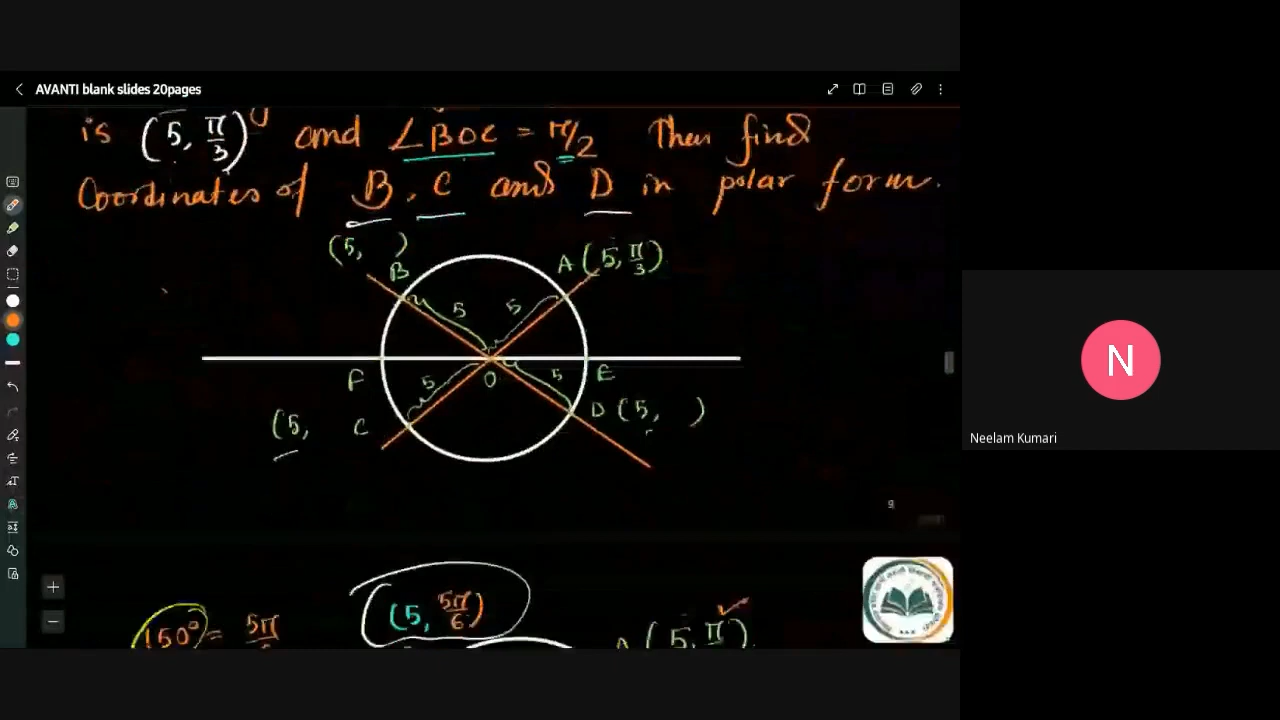 AVANTI blank slides 20pages
is (5, π/3) and ∠BOC = π/2 Then find
Coordinates of B, C and D in polar form.
(5, )
B
A (5, π/3)
5
5
F
O
E
5
5
D (5, )
(5,
C
9
(5, 5π/6)
150° = 5π
A (5, π
N
Neelam Kumari